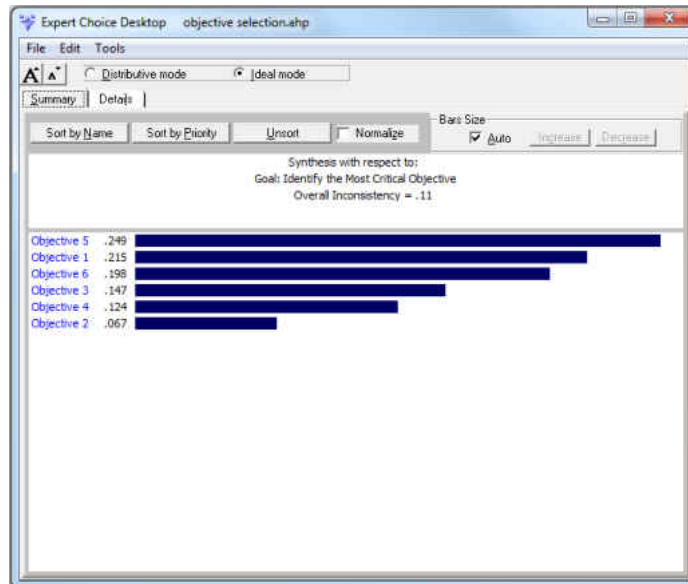 Expert Choice Desktop objective selection.ahp
File Edit Tools
A A Distributive mode Ideal mode
Summary Details
Sort by Name Sort by Priority Unsort Normalize Bars Size Auto Increase Decrease
Synthesis with respect to:
Goal: Identify the Most Critical Objective
Overall Inconsistency = .11
Objective 5 .249
Objective 1 .215
Objective 6 .198
Objective 3 .147
Objective 4 .124
Objective 2 .067